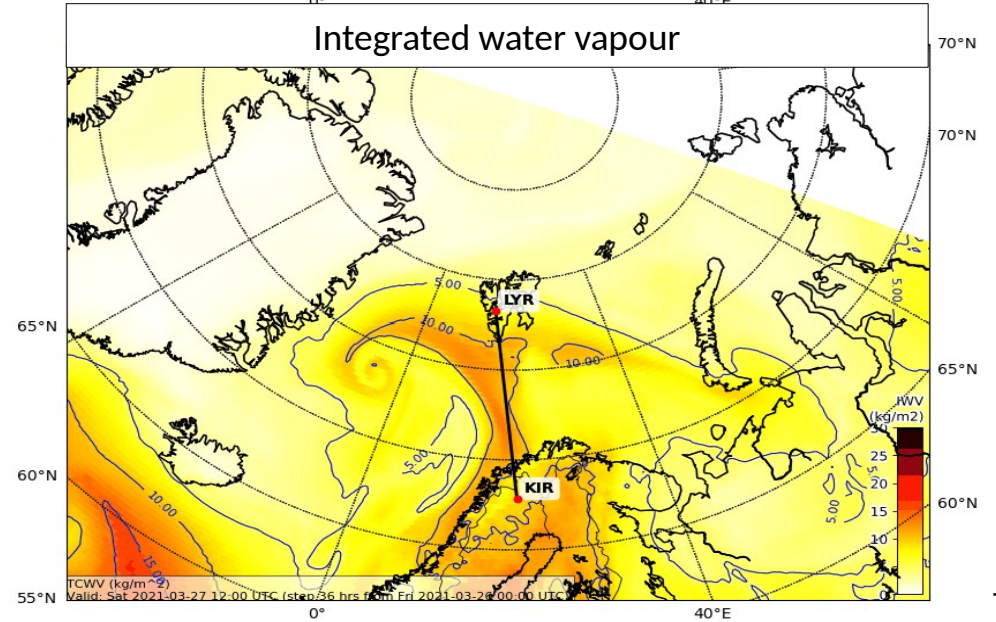 0° 40°E
Integrated water vapour
70°N
70°N
LYR
5.00
5.00
10.00
10.00
65°N
65°N
IWV
(kg/m2)
30
25
20
15
10
0
5.00
5.00
60°N
KIR
60°N
10.00
15.00
TCWV (kg/m^2)
Valid: Sat 2021-03-27 12:00 UTC (step 36 hrs from Fri 2021-03-26 00:00 UTC)
55°N
0° 40°E